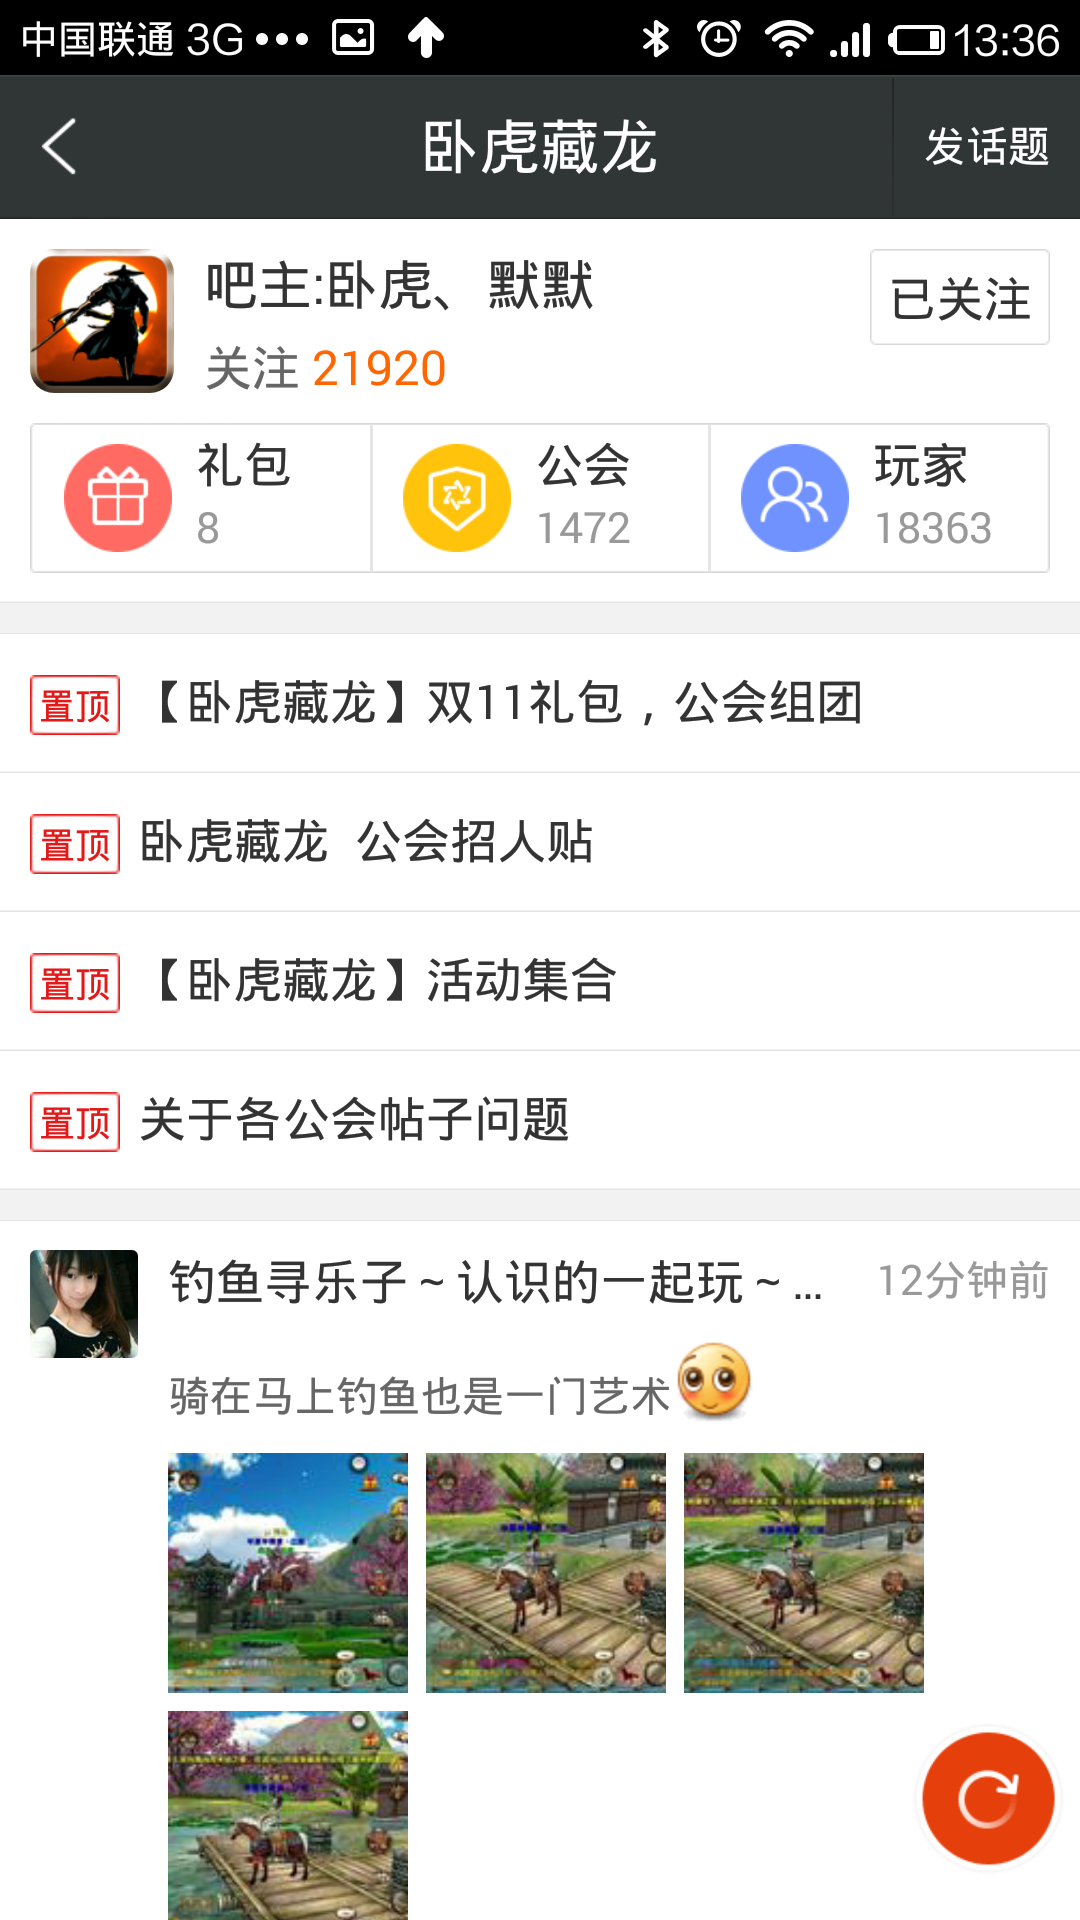 中国联通 3G 13:36
卧虎藏龙
发话题
吧主:卧虎、默默
已关注
关注 21920
礼包
8
公会
1472
玩家
18363
置顶 【卧虎藏龙】双11礼包，公会组团
置顶 卧虎藏龙 公会招人贴
置顶 【卧虎藏龙】活动集合
置顶 关于各公会帖子问题
钓鱼寻乐子～认识的一起玩～... 12分钟前
骑在马上钓鱼也是一门艺术